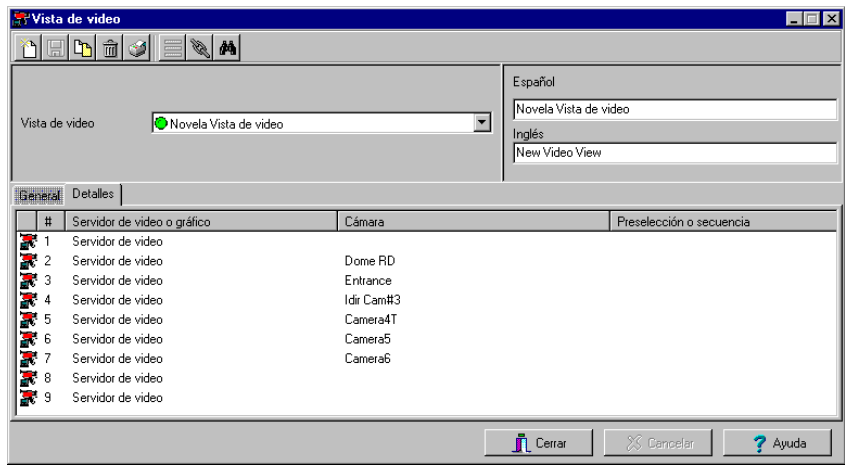 Vista de video
Español
Novela Vista de video
Vista de video
Novela Vista de video
Inglés
New Video View
General Detalles
# Servidor de video o gráfico Cámara Preselección o secuencia
1 Servidor de video
2 Servidor de video Dome RD
3 Servidor de video Entrance
4 Servidor de video Idir Cam#3
5 Servidor de video Camera4T
6 Servidor de video Camera5
7 Servidor de video Camera6
8 Servidor de video
9 Servidor de video
Cerrar Cancelar Ayuda